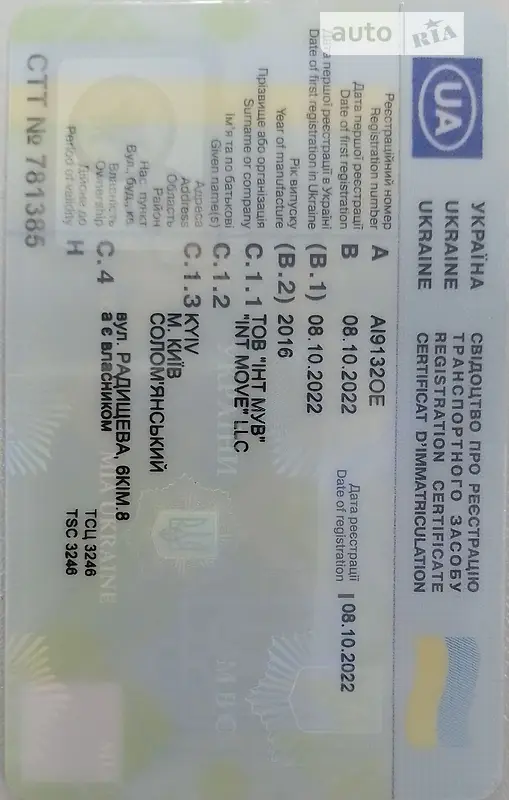 auto RIA
UA
УКРАЇНА
UKRAINE
UKRAINE
СВІДОЦТВО ПРО РЕЄСТРАЦІЮ
ТРАНСПОРТНОГО ЗАСОБУ
REGISTRATION CERTIFICATE
CERTIFICAT D'IMMATRICULATION
Реєстраційний номер
Registration number
A
AI9132OE
Дата першої реєстрації
Date of first registration
B
08.10.2022
Дата реєстрації
Date of registration
I
08.10.2022
Дата першої реєстрації в Україні
Date of first registration in Ukraine
(B.1)
08.10.2022
Рік випуску
Year of manufacture
(B.2)
2016
Прізвище або організація
Surname or company
C.1.1
ТОВ "ІНТ МУВ"
"INT MOVE" LLC
Ім'я та по батькові
Given name(s)
C.1.2
Адреса
Address
C.1.3
KYIV
Область
М. КИЇВ
Район
СОЛОМ'ЯНСЬКИЙ
Нас. пункт
Вул., буд., кв.
вул. РАДИЩЕВА, 6КІМ.8
Власність
Ownership
C.4
а є власником
Period of validity
H
ТСЦ 3246
TSC 3246
CTT № 781385